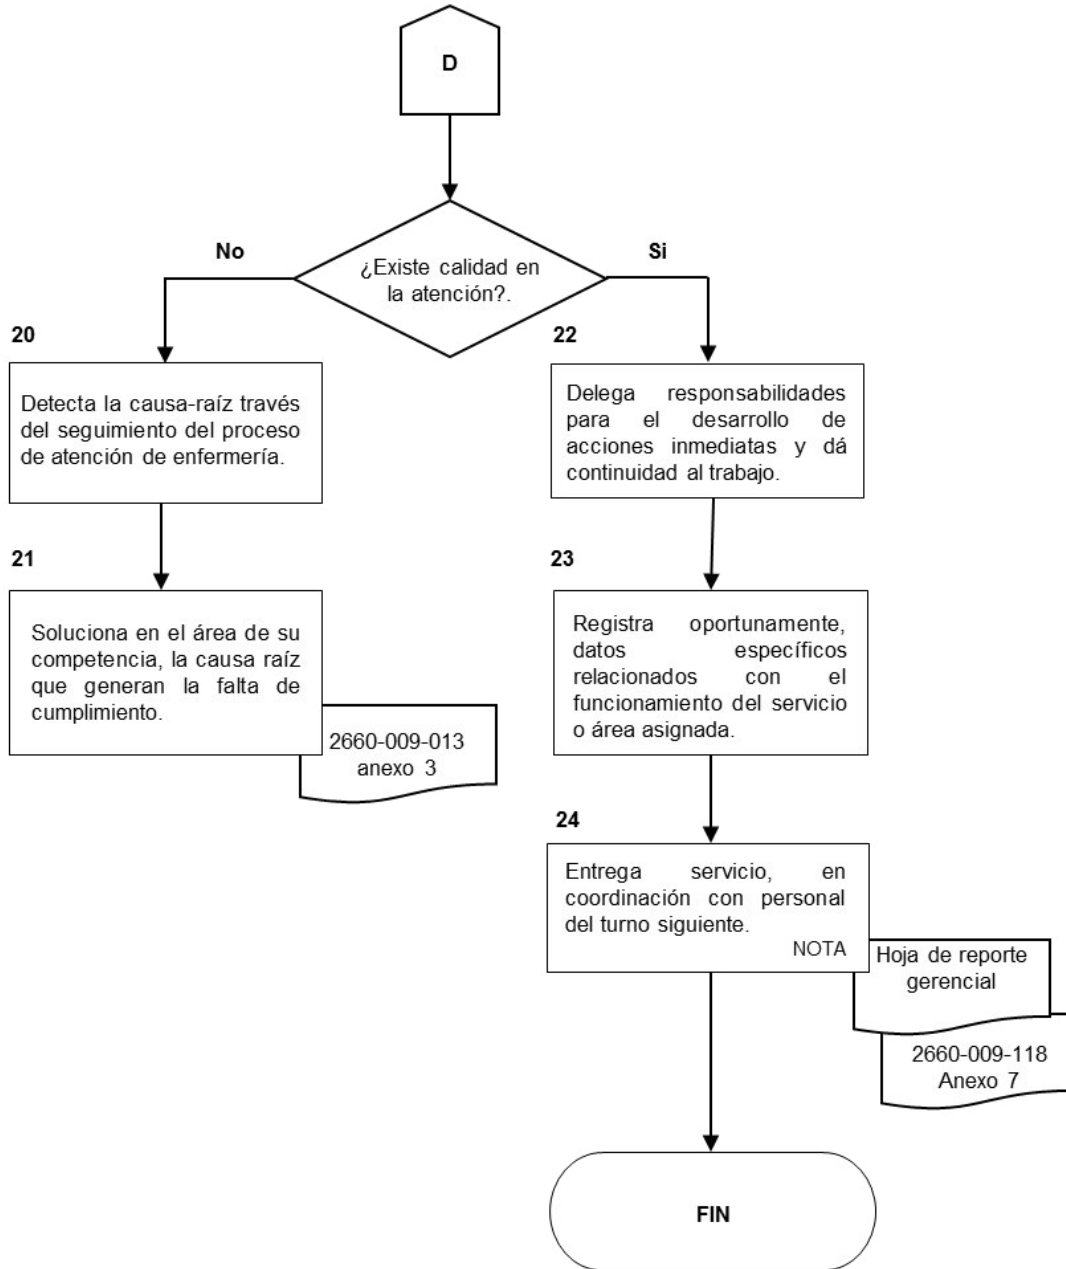 D
¿Existe calidad en
la atención?.
No
Si
20
Detecta la causa-raíz través
del seguimiento del proceso
de atención de enfermería.
21
Soluciona en el área de su
competencia, la causa raíz
que generan la falta de
cumplimiento.
2660-009-013
anexo 3
22
Delega responsabilidades
para el desarrollo de
acciones inmediatas y dá
continuidad al trabajo.
23
Registra oportunamente,
datos específicos
relacionados con el
funcionamiento del servicio
o área asignada.
24
Entrega servicio, en
coordinación con personal
del turno siguiente.
NOTA
Hoja de reporte
gerencial
2660-009-118
Anexo 7
FIN